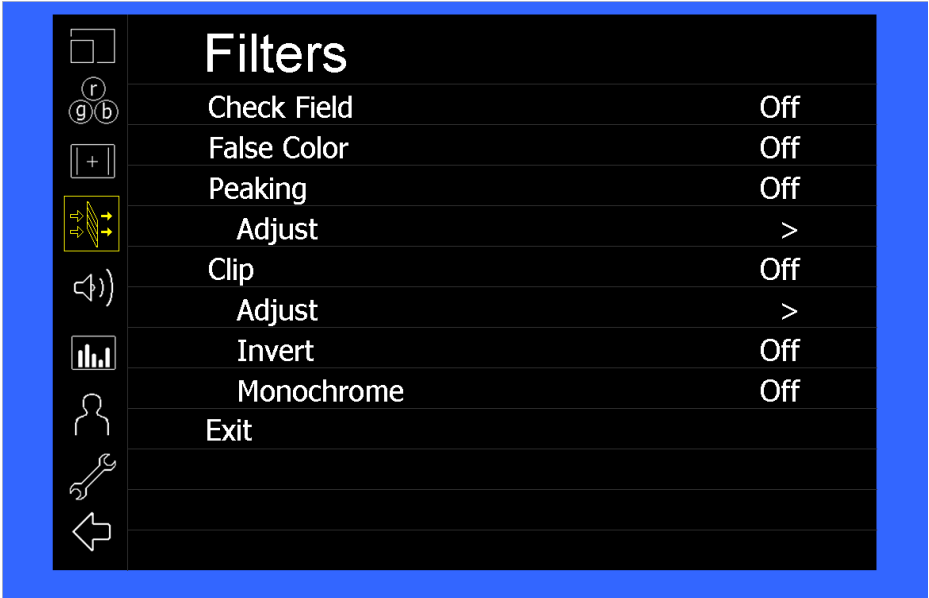 Filters
r
g b
Check Field Off
False Color Off
Peaking Off
Adjust >
Clip Off
Adjust >
Invert Off
Monochrome Off
Exit